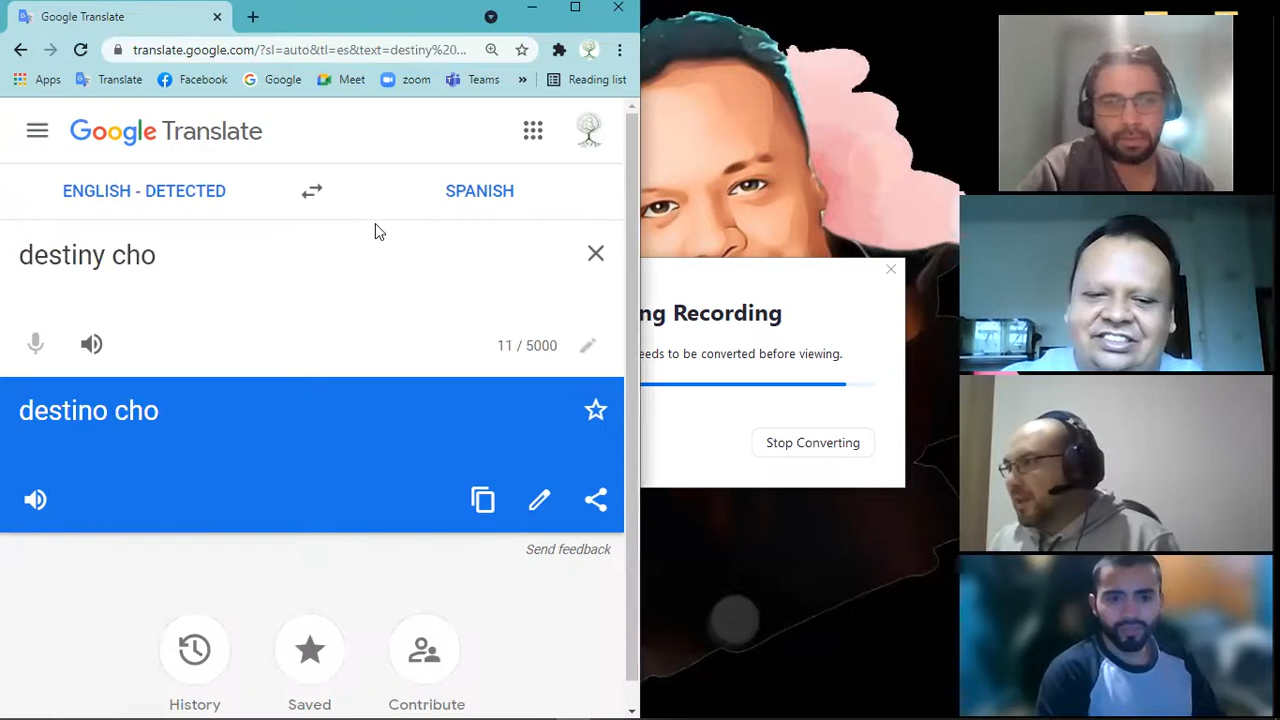 Google Translate
translate.google.com/?sl=auto&tl=es&text=destiny%20...
Apps Translate Facebook Google Meet zoom Teams » Reading list
Google Translate
ENGLISH - DETECTED SPANISH
destiny cho
11 / 5000
destino cho
Send feedback
History Saved Contribute
ng Recording
eeds to be converted before viewing.
Stop Converting